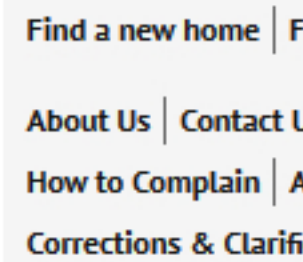 Find a new home
About Us | Contact
How to Complain
Corrections &